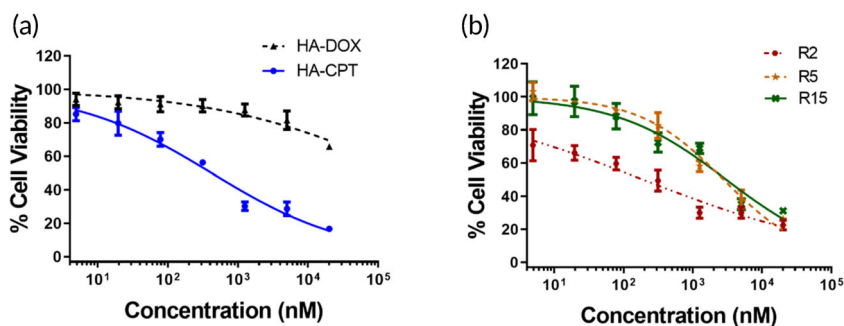 (a)
HA-DOX
HA-CPT
120
100
80
60
40
20
0
% Cell Viability
10¹ 10² 10³ 10⁴ 10⁵
Concentration (nM)
(b)
R2
R5
R15
120
100
80
60
40
20
0
% Cell Viability
10¹ 10² 10³ 10⁴ 10⁵
Concentration (nM)